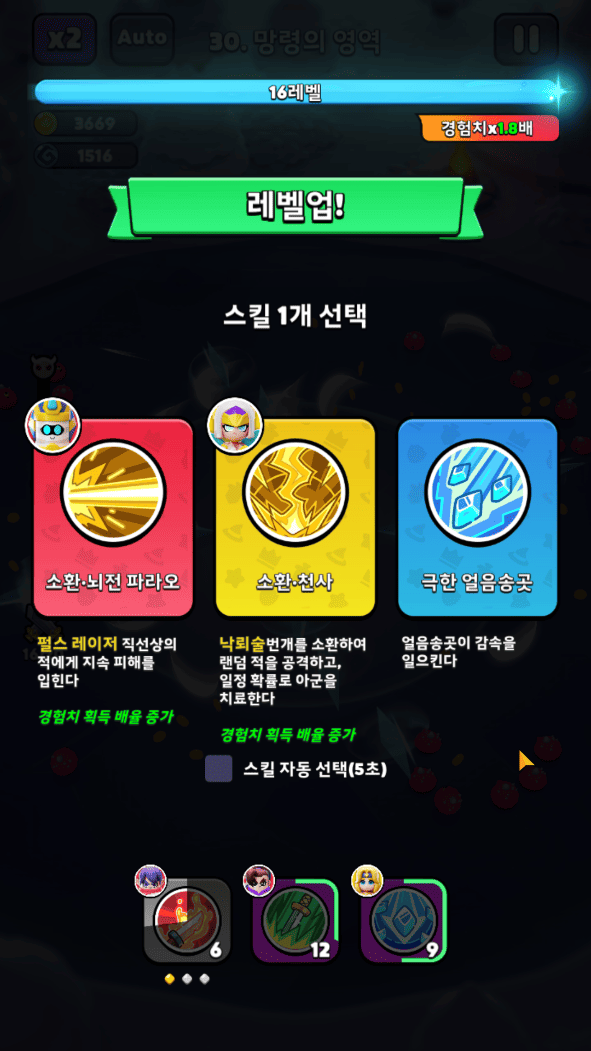 x2
Auto
30. 망령의 영역
16레벨
3669
경험치x1.8배
1516
레벨업!
스킬 1개 선택
소환·뇌전 파라오
소환·천사
극한 얼음송곳
펄스 레이저 직선상의
적에게 지속 피해를
입힌다
경험치 획득 배율 증가
낙뢰술번개를 소환하여
랜덤 적을 공격하고,
일정 확률로 아군을
치료한다
경험치 획득 배율 증가
얼음송곳이 감속을
일으킨다
스킬 자동 선택(5초)
6
12
9